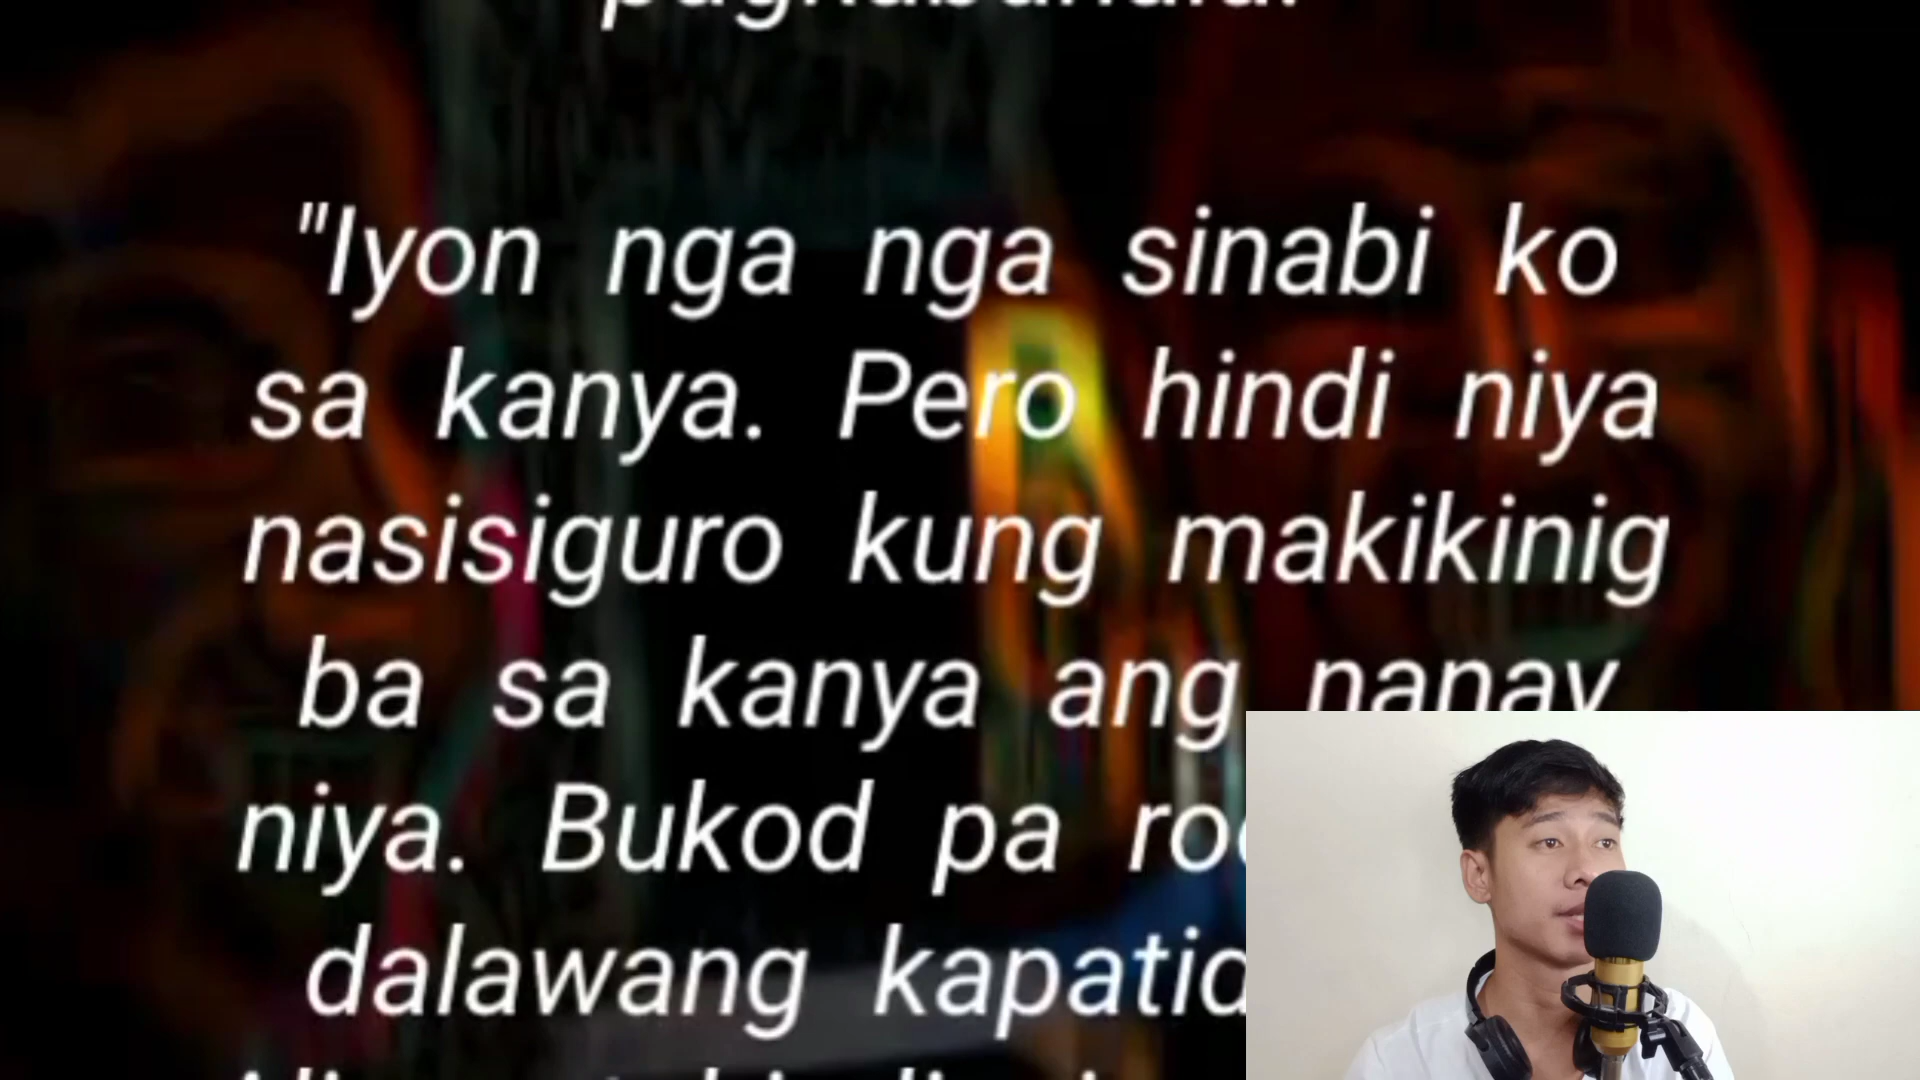 "Iyon nga nga sinabi ko
sa kanya. Pero hindi niya
nasisiguro kung makikinig
ba sa kanya ang nanay
niya. Bukod pa
dalawang